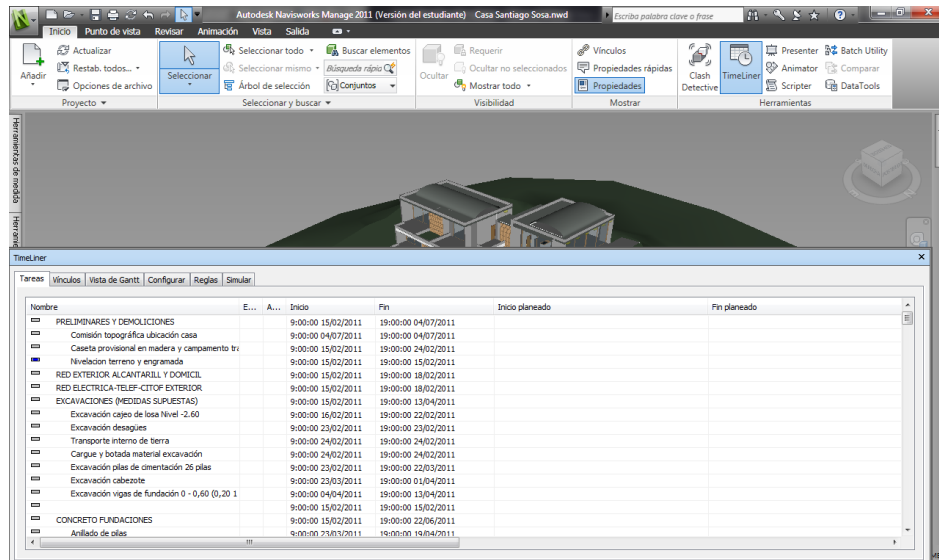 Autodesk Navisworks Manage 2011 (Versión del estudiante) Casa Santiago Sosa.nwd
Escriba palabra clave o frase
Inicio Punto de vista Revisar Animación Vista Salida
Añadir
Actualizar
Restab. todos...
Opciones de archivo
Proyecto
Seleccionar
Seleccionar todo
Seleccionar mismo
Árbol de selección
Buscar elementos
Búsqueda rápida
Conjuntos
Seleccionar y buscar
Ocultar
Requerir
Ocultar no seleccionados
Mostrar todo
Visibilidad
Vínculos
Propiedades rápidas
Propiedades
Mostrar
Clash Detective
TimeLiner
Presenter
Animator
Scripter
Batch Utility
Comparar
DataTools
Herramientas
Herramientas de medida
TimeLiner
Tareas Vínculos Vista de Gantt Configurar Reglas Simular
Nombre E... A... Inicio Fin Inicio planeado Fin planeado
PRELIMINARES Y DEMOLICIONES 9:00:00 15/02/2011 19:00:00 04/07/2011
Comisión topográfica ubicación casa 9:00:00 04/07/2011 19:00:00 04/07/2011
Caseta provisional en madera y campamento tra 9:00:00 15/02/2011 19:00:00 24/02/2011
Nivelacion terreno y engramada 9:00:00 15/02/2011 19:00:00 15/02/2011
RED EXTERIOR ALCANTARILL Y DOMICIL 9:00:00 15/02/2011 19:00:00 18/02/2011
RED ELECTRICA-TELEF-CITOF EXTERIOR 9:00:00 15/02/2011 19:00:00 18/02/2011
EXCAVACIONES (MEDIDAS SUPUESTAS) 9:00:00 15/02/2011 19:00:00 13/04/2011
Excavación cajeo de losa Nivel -2.60 9:00:00 16/02/2011 19:00:00 22/02/2011
Excavación desagües 9:00:00 23/02/2011 19:00:00 23/02/2011
Transporte interno de tierra 9:00:00 24/02/2011 19:00:00 24/02/2011
Cargue y botada material excavación 9:00:00 24/02/2011 19:00:00 24/02/2011
Excavación pilas de cimentación 26 pilas 9:00:00 23/02/2011 19:00:00 22/03/2011
Excavación cabezote 9:00:00 23/03/2011 19:00:00 01/04/2011
Excavación vigas de fundación 0 - 0,60 (0,20 1 9:00:00 04/04/2011 19:00:00 13/04/2011
9:00:00 15/02/2011 19:00:00 15/02/2011
CONCRETO FUNDACIONES 9:00:00 15/02/2011 19:00:00 22/06/2011
Anillado de pilas 9:00:00 23/03/2011 19:00:00 19/04/2011